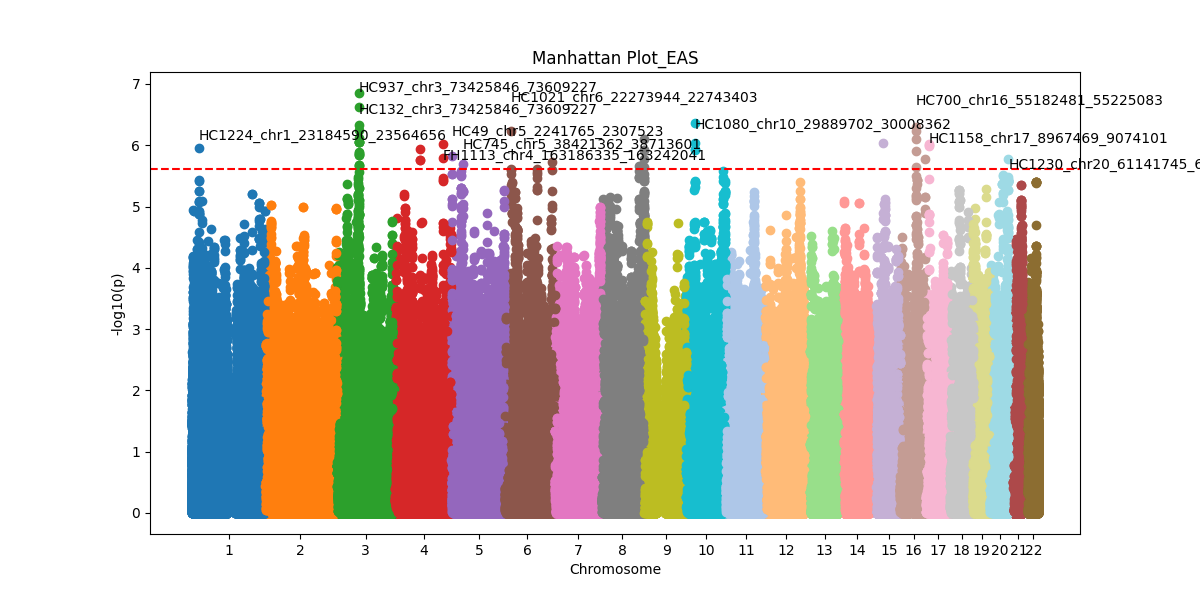 Manhattan Plot_EAS
7
6
5
4
3
2
1
0
-log10(p)
HC937_chr3_73425846_73609227
HC1021_chr6_22273944_22743403
HC700_chr16_55182481_55225083
HC132_chr3_73425846_73609227
HC1080_chr10_29889702_30008362
HC1224_chr1_23184590_23564656
HC49_chr5_2241765_2307523
HC1158_chr17_8967469_9074101
HC745_chr5_38421362_38713601
FH1113_chr4_163186335_163242041
HC1230_chr20_61141745_6
1 2 3 4 5 6 7 8 9 10 11 12 13 14 15 16 17 18 19 20 21 22
Chromosome